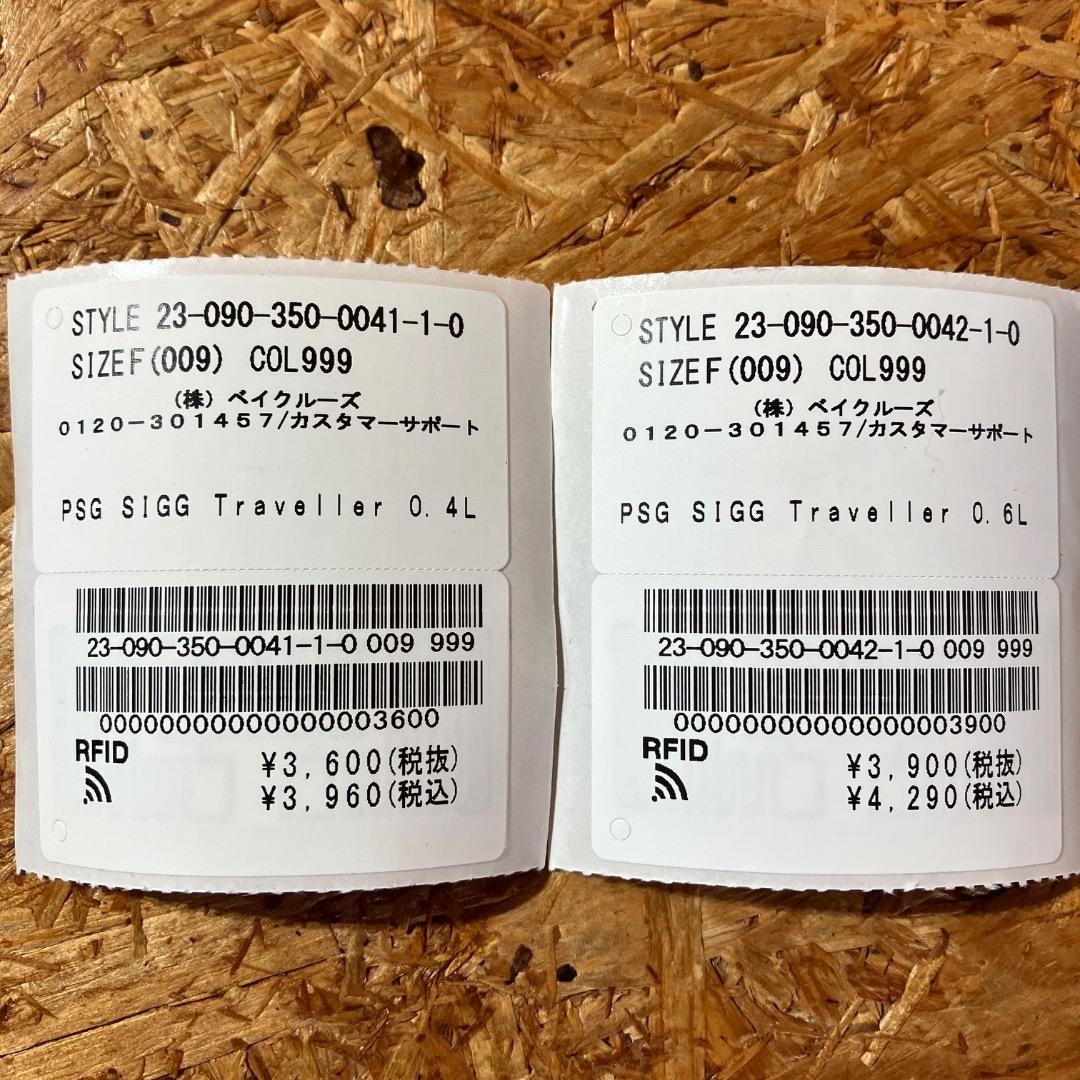 STYLE 23-090-350-0041-1-0
SIZEF(009) COL999
(株)ベイクルーズ
0120-301457/カスタマーサポート
PSG SIGG Traveller 0.4L
23-090-350-0041-1-0 009 999
000000000000000003600
RFID
¥3,600(税抜)
¥3,960(税込)
STYLE 23-090-350-0042-1-0
SIZEF(009) COL999
(株)ベイクルーズ
0120-301457/カスタマーサポート
PSG SIGG Traveller 0.6L
23-090-350-0042-1-0 009 999
000000000000000003900
RFID
¥3,900(税抜)
¥4,290(税込)